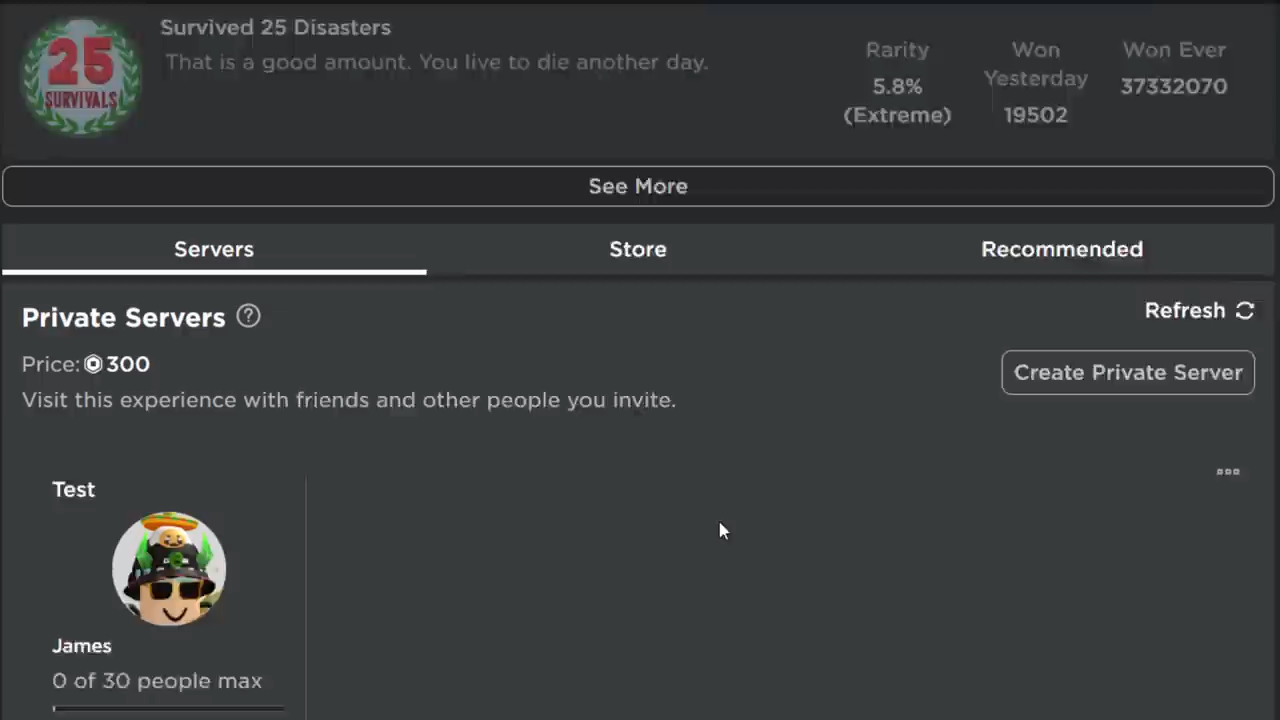 25
SURVIVALS
Survived 25 Disasters
That is a good amount. You live to die another day.
Rarity
5.8%
(Extreme)
Won
Yesterday
19502
Won Ever
37332070
See More
Servers
Store
Recommended
Private Servers ?
Refresh
Price: 300
Create Private Server
Visit this experience with friends and other people you invite.
Test
James
0 of 30 people max